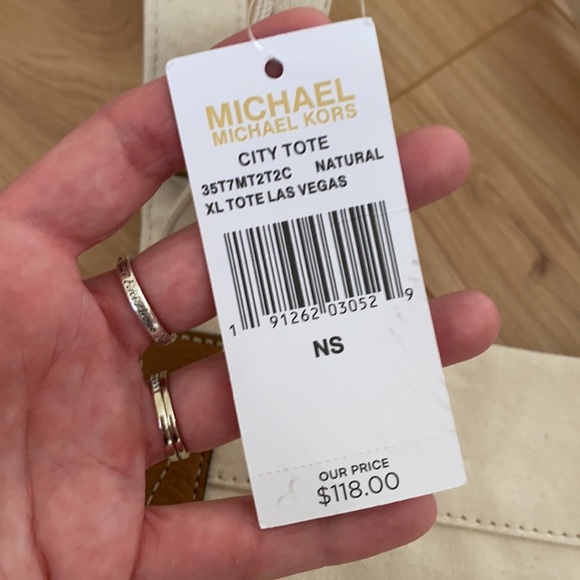 MICHAEL
MICHAEL KORS
CITY TOTE
35T7MT2T2C NATURAL
XL TOTE LAS VEGAS
1 91262 03052 9
NS
OUR PRICE
$118.00